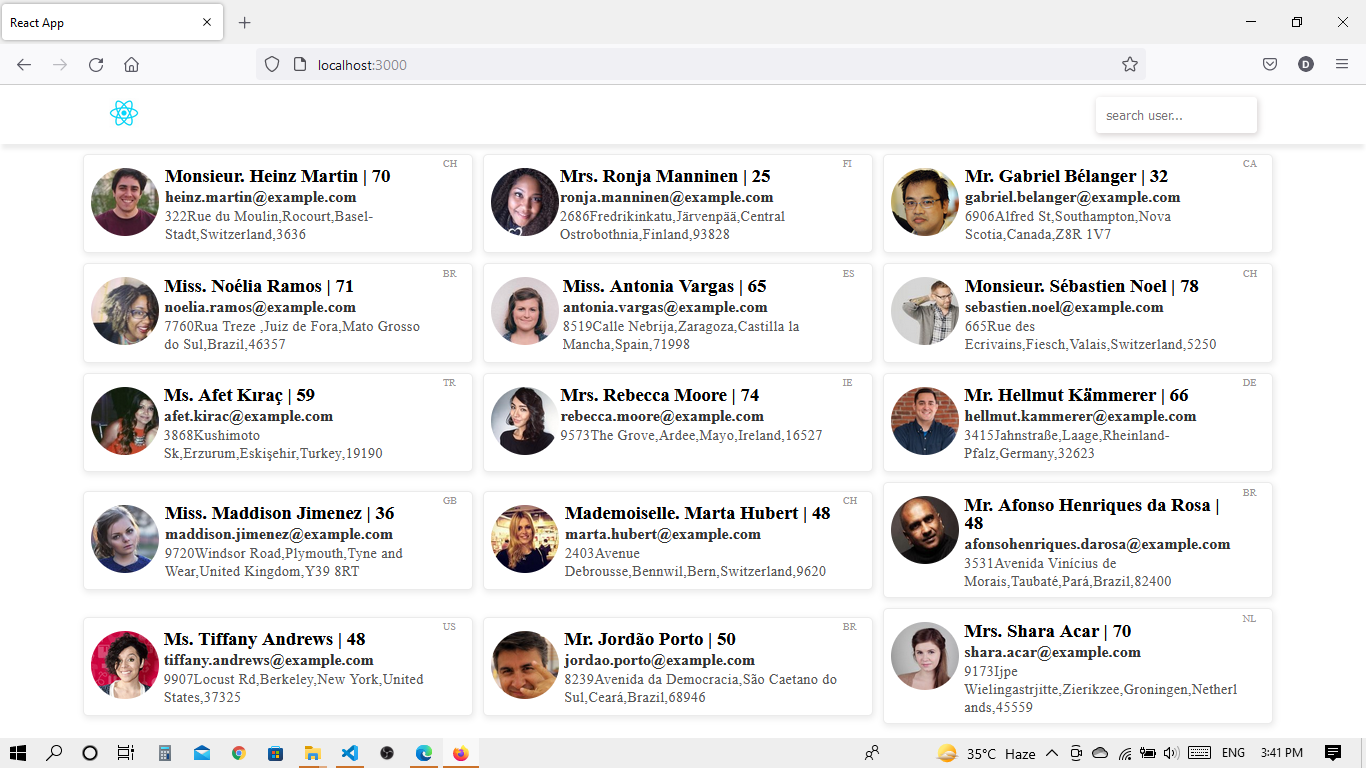 React App
localhost:3000
D
search user...
CH
Monsieur. Heinz Martin | 70
heinz.martin@example.com
322Rue du Moulin,Rocourt,Basel-
Stadt,Switzerland,3636
FI
Mrs. Ronja Manninen | 25
ronja.manninen@example.com
2686Fredrikinkatu,Järvenpää,Central
Ostrobothnia,Finland,93828
CA
Mr. Gabriel Bélanger | 32
gabriel.belanger@example.com
6906Alfred St,Southampton,Nova
Scotia,Canada,Z8R 1V7
BR
Miss. Noélia Ramos | 71
noelia.ramos@example.com
7760Rua Treze ,Juiz de Fora,Mato Grosso
do Sul,Brazil,46357
ES
Miss. Antonia Vargas | 65
antonia.vargas@example.com
8519Calle Nebrija,Zaragoza,Castilla la
Mancha,Spain,71998
CH
Monsieur. Sébastien Noel | 78
sebastien.noel@example.com
665Rue des
Ecrivains,Fiesch,Valais,Switzerland,5250
TR
Ms. Afet Kıraç | 59
afet.kirac@example.com
3868Kushimoto
Sk,Erzurum,Eskişehir,Turkey,19190
IE
Mrs. Rebecca Moore | 74
rebecca.moore@example.com
9573The Grove,Ardee,Mayo,Ireland,16527
DE
Mr. Hellmut Kämmerer | 66
hellmut.kammerer@example.com
3415Jahnstraße,Laage,Rheinland-
Pfalz,Germany,32623
GB
Miss. Maddison Jimenez | 36
maddison.jimenez@example.com
9720Windsor Road,Plymouth,Tyne and
Wear,United Kingdom,Y39 8RT
CH
Mademoiselle. Marta Hubert | 48
marta.hubert@example.com
2403Avenue
Debrousse,Bennwil,Bern,Switzerland,9620
BR
Mr. Afonso Henriques da Rosa |
48
afonsohenriques.darosa@example.com
3531Avenida Vinícius de
Morais,Taubaté,Pará,Brazil,82400
US
Ms. Tiffany Andrews | 48
tiffany.andrews@example.com
9907Locust Rd,Berkeley,New York,United
States,37325
BR
Mr. Jordão Porto | 50
jordao.porto@example.com
8239Avenida da Democracia,São Caetano do
Sul,Ceará,Brazil,68946
NL
Mrs. Shara Acar | 70
shara.acar@example.com
9173Ijpe
Wielingastrjitte,Zierikzee,Groningen,Netherl
ands,45559
35°C Haze
ENG
3:41 PM